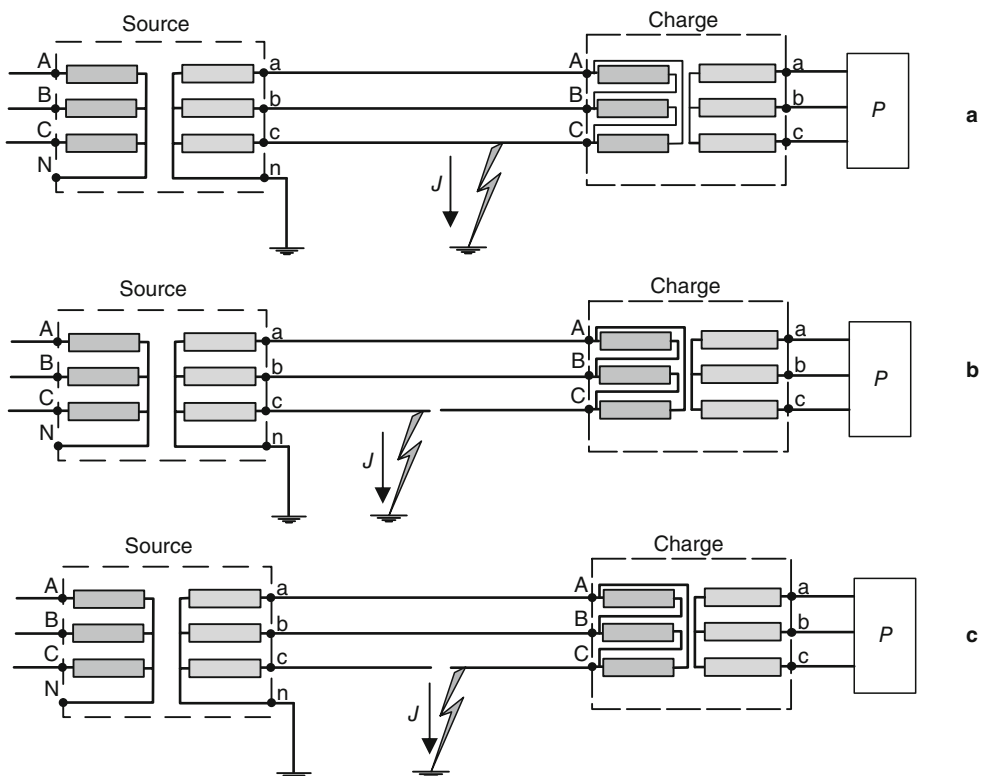 Source Charge
A a A a
B b B b P a
C c C c
N n
J
Source Charge
A a A a
B b B b P b
C c C c
N n
J
Source Charge
A a A a
B b B b P c
C c C c
N n
J